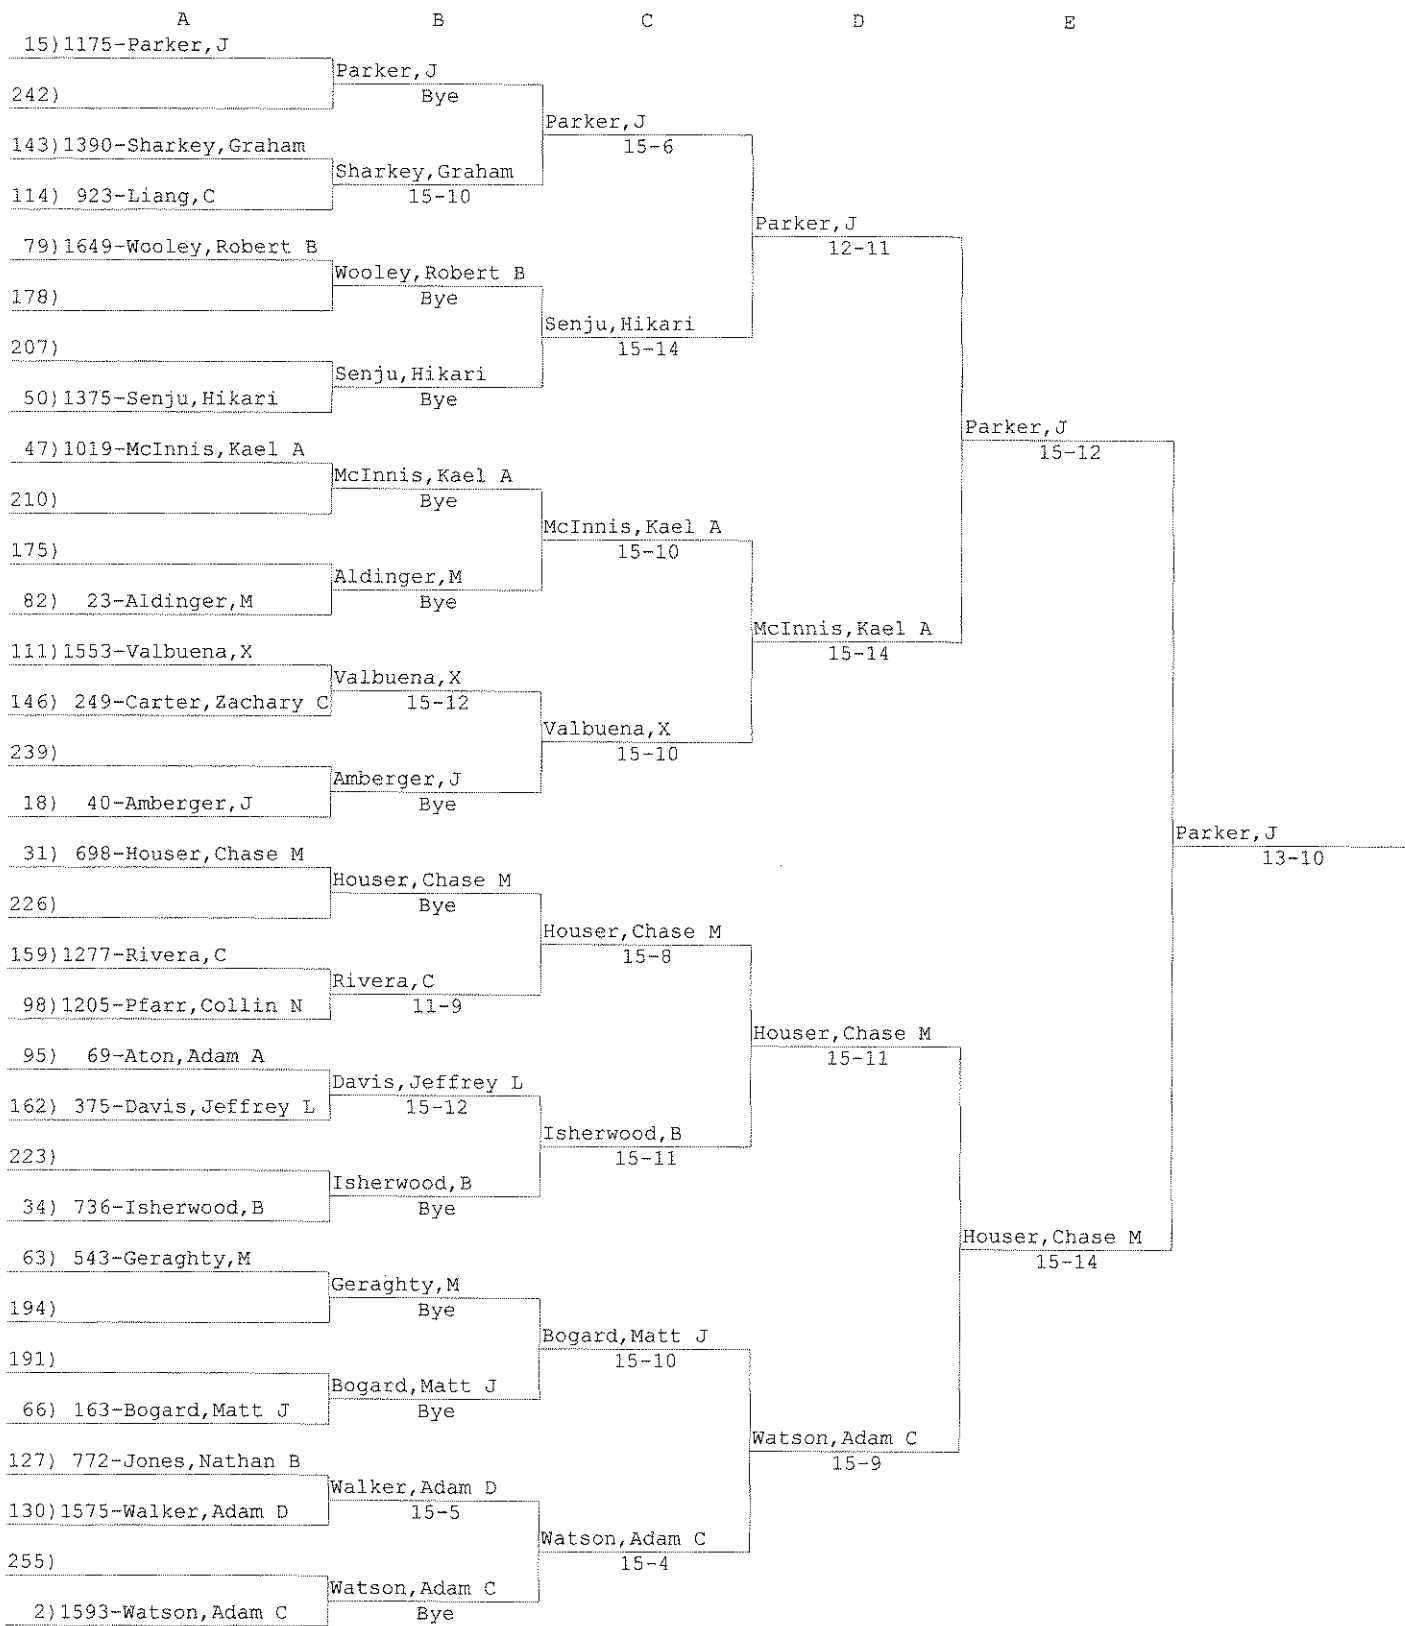 A B C D E
15)1175-Parker,J
Parker,J
242) Bye
Parker,J
143)1390-Sharkey,Graham 15-6
Sharkey,Graham
114) 923-Liang,C 15-10
Parker,J
79)1649-Wooley,Robert B 12-11
Wooley,Robert B
178) Bye
Senju,Hikari
207) 15-14
Senju,Hikari
50)1375-Senju,Hikari Bye
Parker,J
47)1019-McInnis,Kael A 15-12
McInnis,Kael A
210) Bye
McInnis,Kael A
175) 15-10
Aldinger,M
82) 23-Aldinger,M Bye
McInnis,Kael A
111)1553-Valbuena,X 15-14
Valbuena,X
146) 249-Carter,Zachary C 15-12
Valbuena,X
239) 15-10
Amberger,J
18) 40-Amberger,J Bye
Parker,J
31) 698-Houser,Chase M 13-10
Houser,Chase M
226) Bye
Houser,Chase M
159)1277-Rivera,C 15-8
Rivera,C
98)1205-Pfarr,Collin N 11-9
Houser,Chase M
95) 69-Aton,Adam A 15-11
Davis,Jeffrey L
162) 375-Davis,Jeffrey L 15-12
Isherwood,B
223) 15-11
Isherwood,B
34) 736-Isherwood,B Bye
Houser,Chase M
63) 543-Geraghty,M 15-14
Geraghty,M
194) Bye
Bogard,Matt J
191) 15-10
Bogard,Matt J
66) 163-Bogard,Matt J Bye
Watson,Adam C
127) 772-Jones,Nathan B 15-9
Walker,Adam D
130)1575-Walker,Adam D 15-5
Watson,Adam C
255) 15-4
Watson,Adam C
2)1593-Watson,Adam C Bye